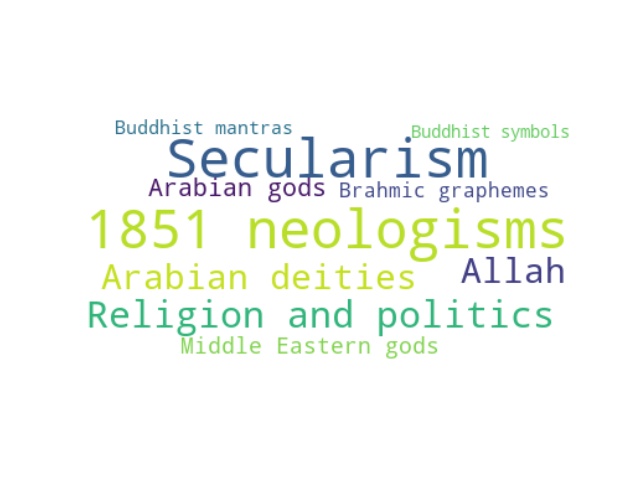 Buddhist mantras
Buddhist symbols
Secularism
Arabian gods
Brahmic graphemes
1851 neologisms
Arabian deities
Allah
Religion and politics
Middle Eastern gods